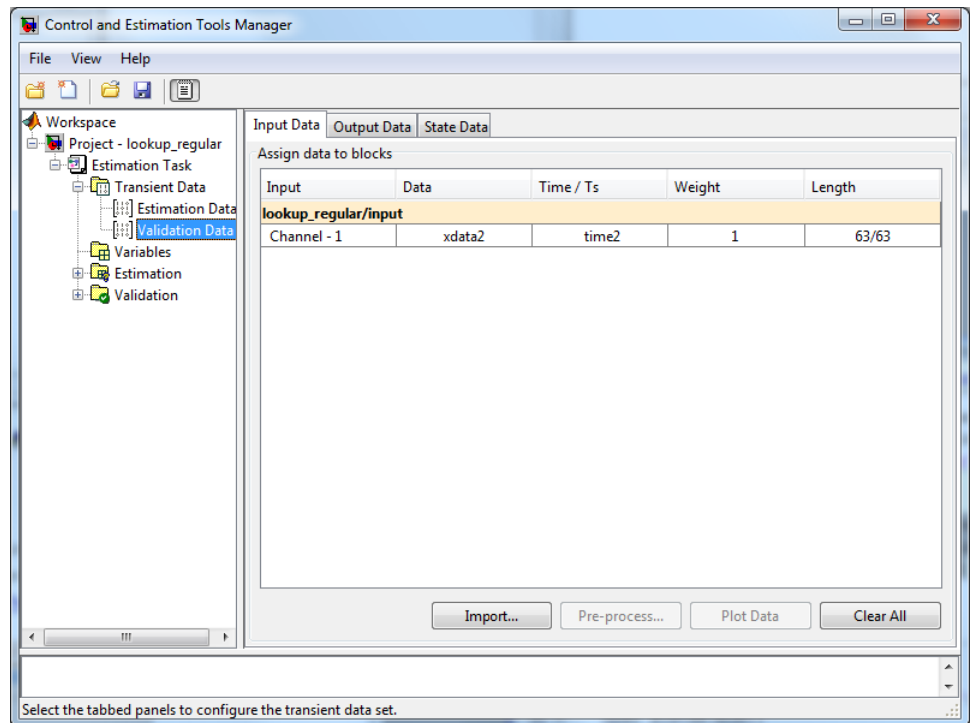 Control and Estimation Tools Manager
File View Help
Workspace
Project - lookup_regular
Estimation Task
Transient Data
Estimation Data
Validation Data
Variables
Estimation
Validation
Input Data Output Data State Data
Assign data to blocks
Input Data Time / Ts Weight Length
lookup_regular/input
Channel - 1 xdata2 time2 1 63/63
Import... Pre-process... Plot Data Clear All
Select the tabbed panels to configure the transient data set.